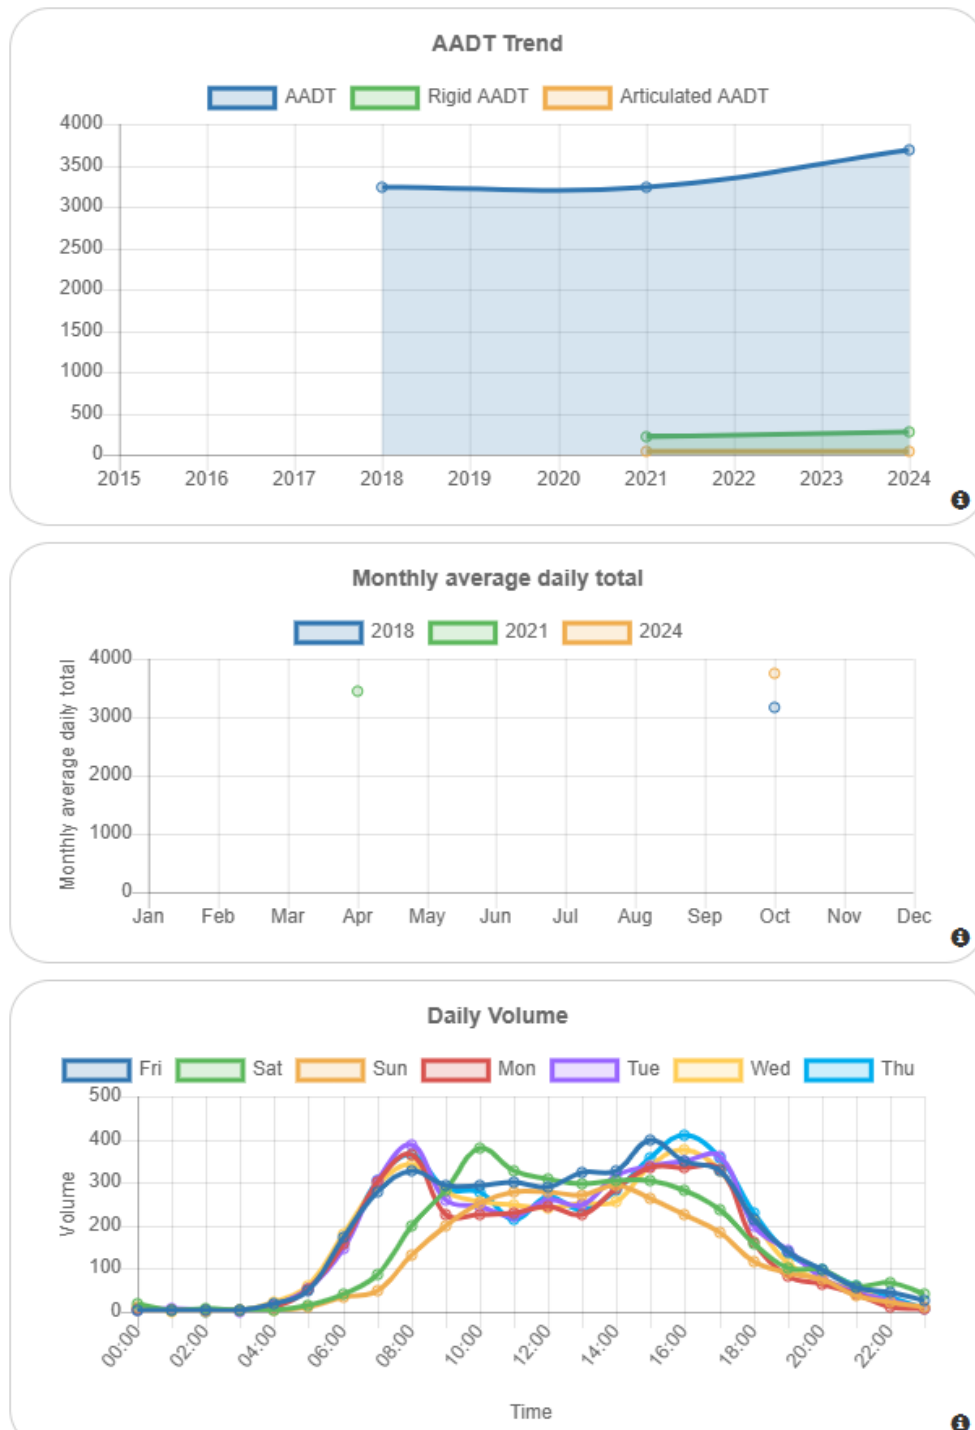 AADT Trend
AADT Rigid AADT Articulated AADT
4000
3500
3000
2500
2000
1500
1000
500
0
2015 2016 2017 2018 2019 2020 2021 2022 2023 2024
Monthly average daily total
2018 2021 2024
Monthly average daily total
4000
3000
2000
1000
0
Jan Feb Mar Apr May Jun Jul Aug Sep Oct Nov Dec
Daily Volume
Fri Sat Sun Mon Tue Wed Thu
Volume
500
400
300
200
100
0
00:00 02:00 04:00 06:00 08:00 10:00 12:00 14:00 16:00 18:00 20:00 22:00
Time